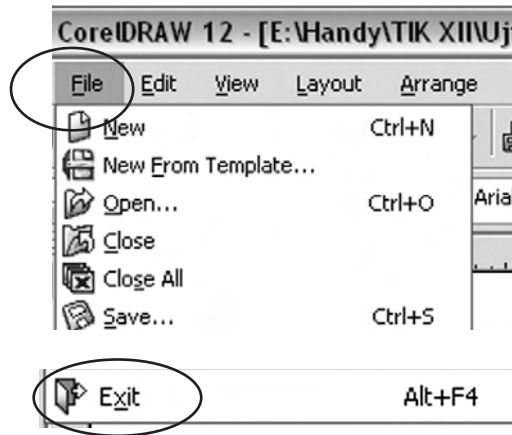 CorelDRAW 12 - [E:\Handy\TIK XII\Uj
File Edit View Layout Arrange
New Ctrl+N
New From Template...
Open... Ctrl+O Arial
Close
Close All
Save... Ctrl+S
Exit Alt+F4